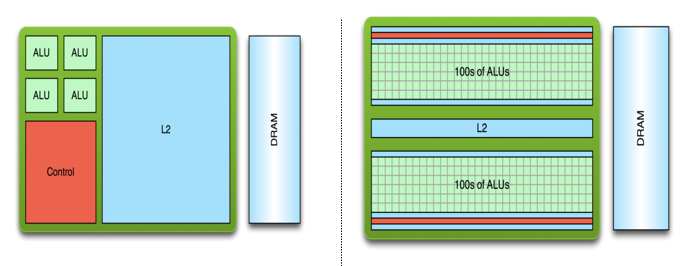 ALU ALU
ALU ALU
Control
L2
DRAM
100s of ALUs
L2
100s of ALUs
DRAM